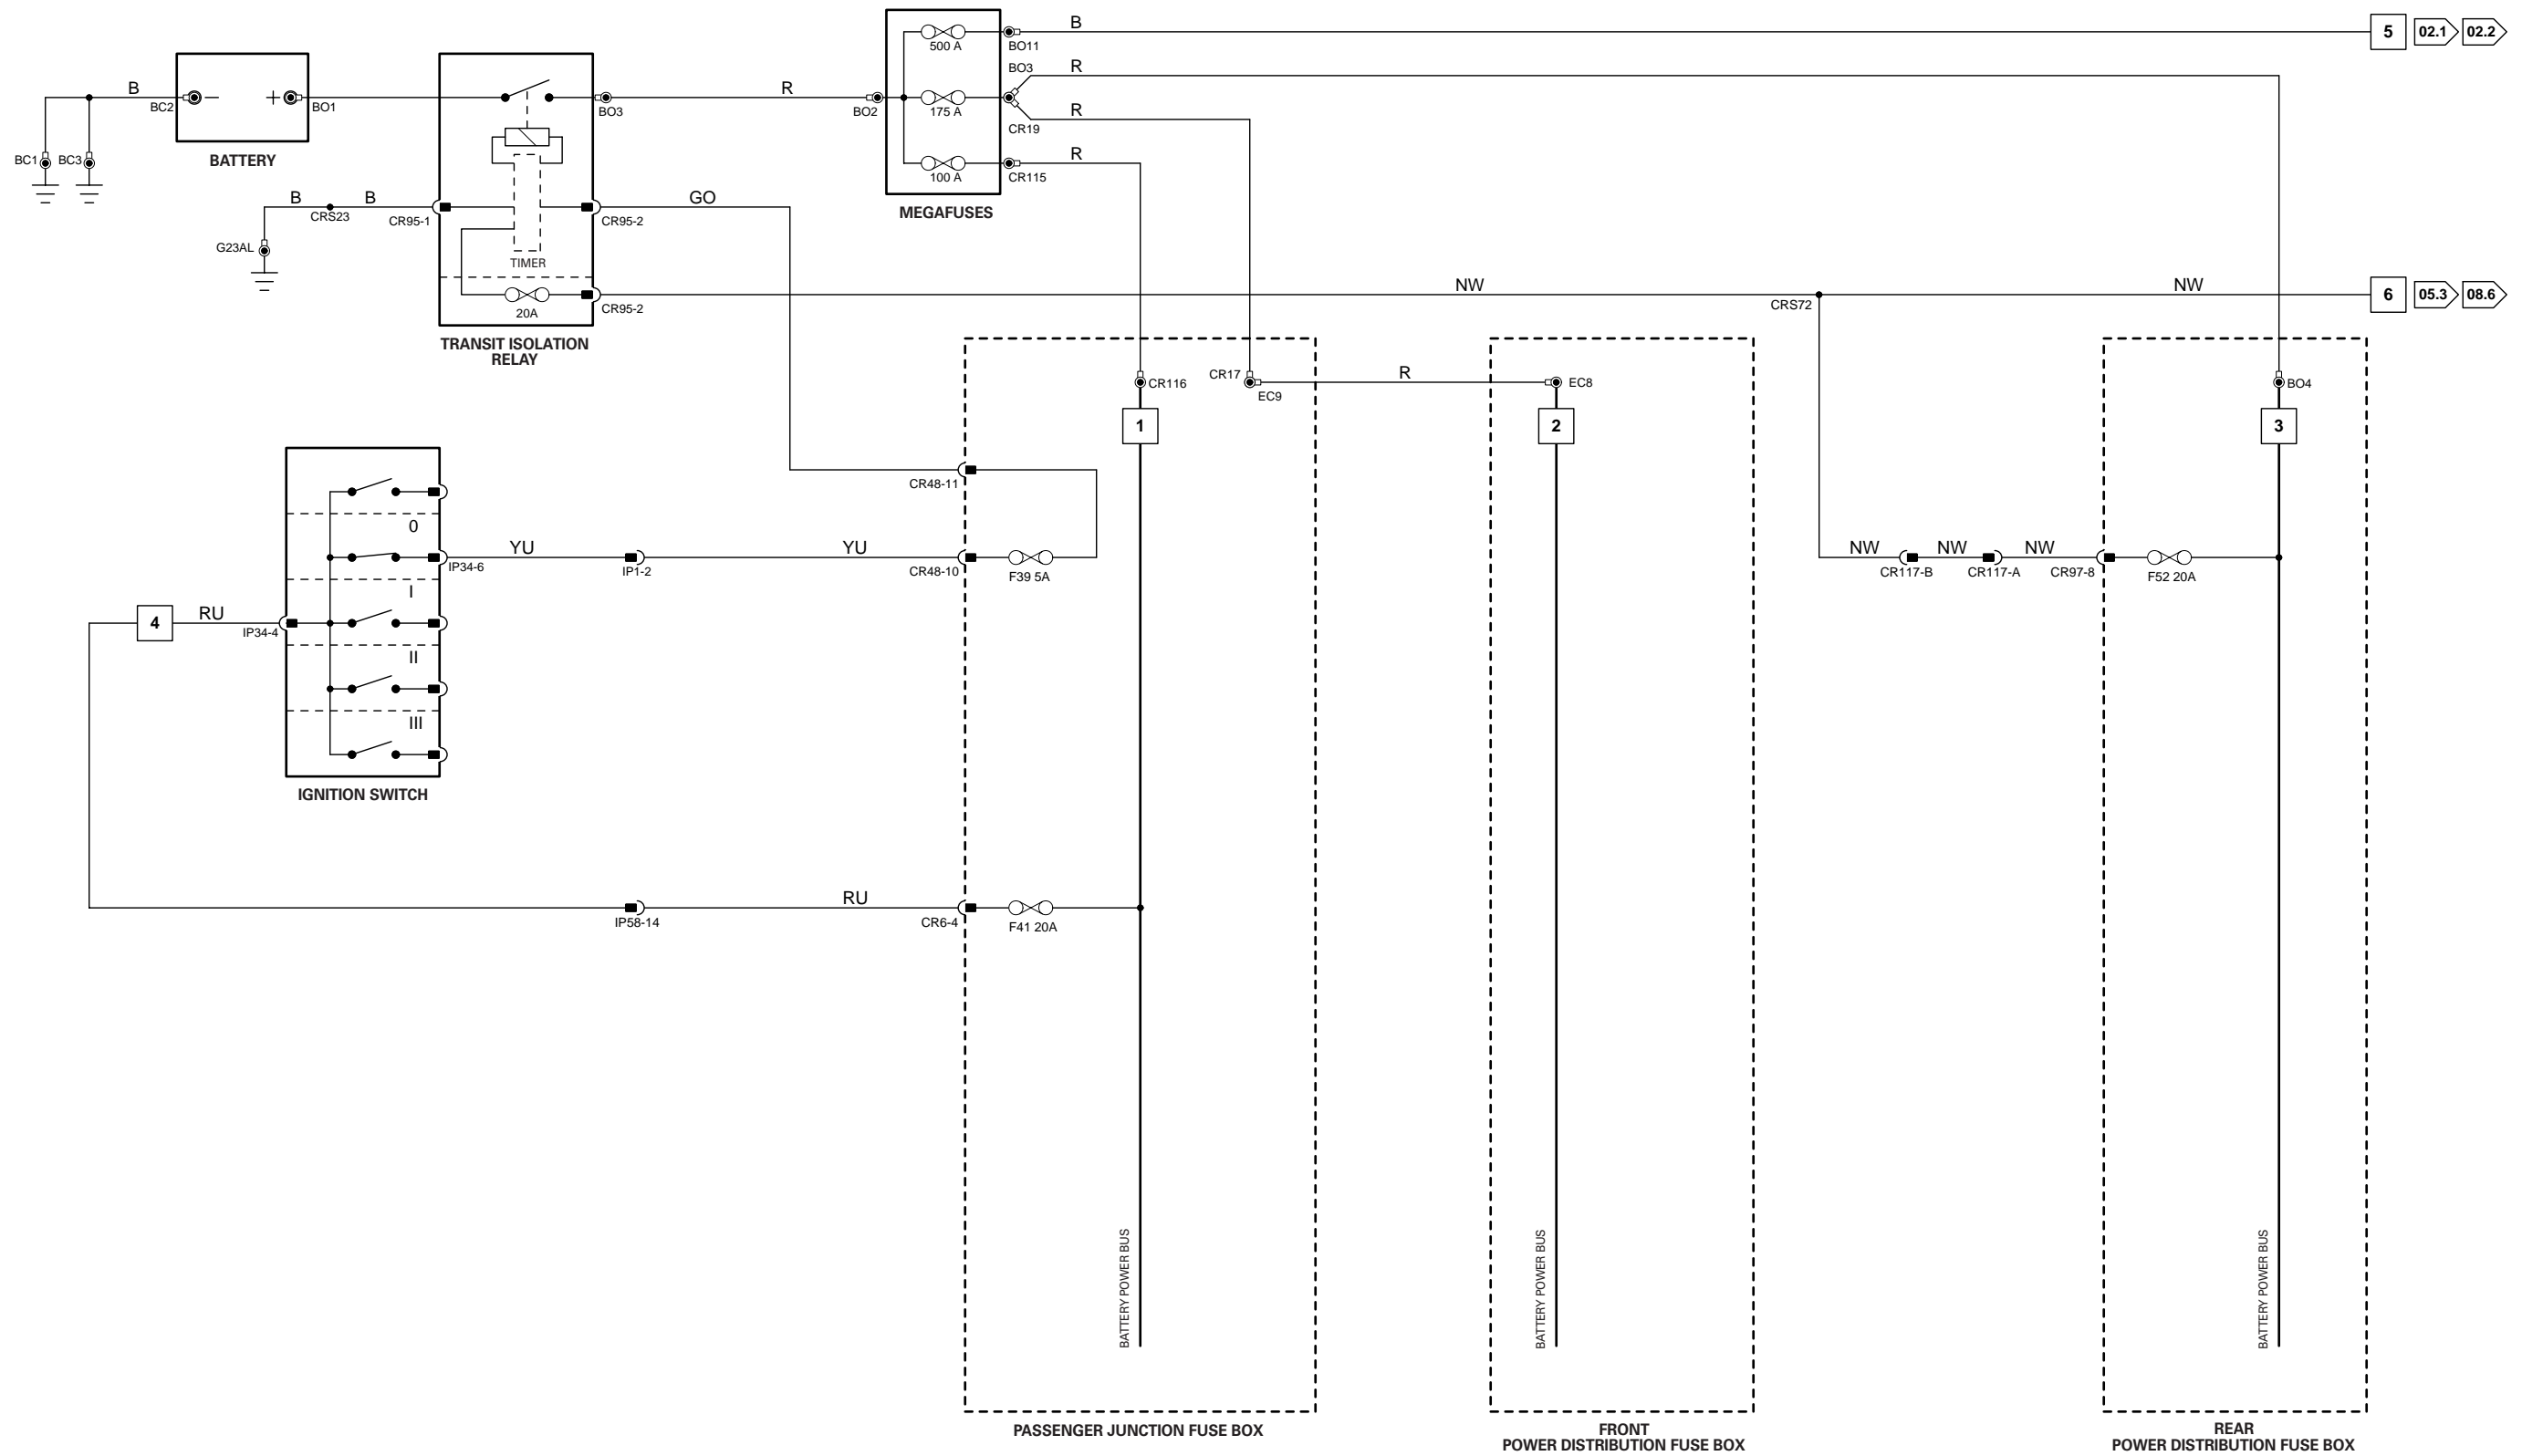 B
500 A
BO11
5
02.1
02.2
BO3
R
B
BC2
−
+
BO1
BO3
R
BO2
175 A
R
CR19
BC1
BC3
BATTERY
R
100 A
CR115
MEGAFUSES
B
CRS23
B
CR95-1
CR95-2
GO
G23AL
TIMER
20A
CR95-2
NW
CRS72
NW
6
05.3
08.6
TRANSIT ISOLATION
RELAY
CR116
CR17
EC9
R
EC8
BO4
1
2
3
CR48-11
0
IP34-6
YU
IP1-2
YU
CR48-10
F39 5A
NW
CR117-B
NW
CR117-A
NW
CR97-8
F52 20A
I
4
RU
IP34-4
II
III
IGNITION SWITCH
IP58-14
RU
CR6-4
F41 20A
BATTERY POWER BUS
BATTERY POWER BUS
BATTERY POWER BUS
PASSENGER JUNCTION FUSE BOX
FRONT
POWER DISTRIBUTION FUSE BOX
REAR
POWER DISTRIBUTION FUSE BOX